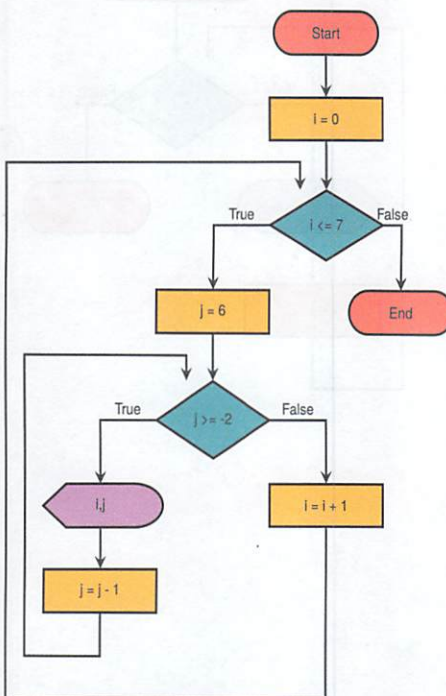 Start
i = 0
True
i <= 7
False
j = 6
End
True
j >= -2
False
i,j
i = i + 1
j = j - 1